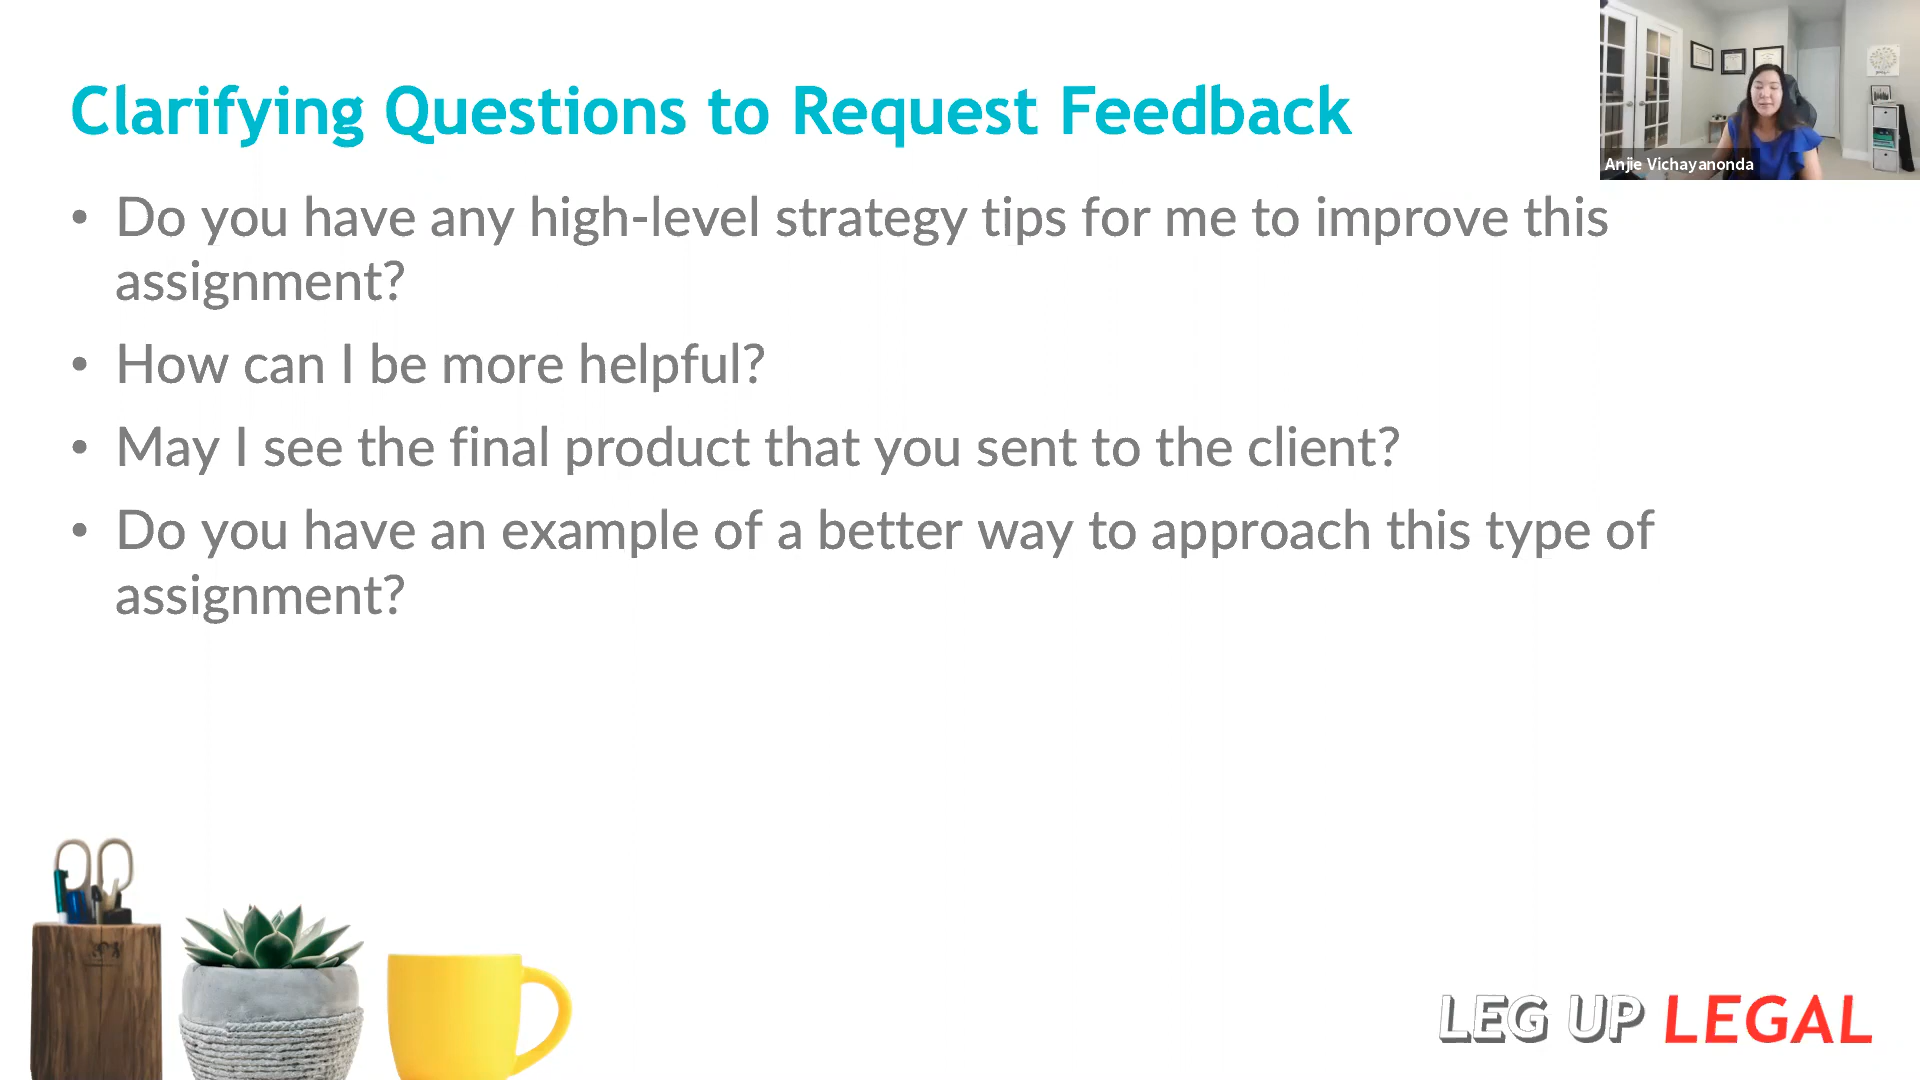 Clarifying Questions to Request Feedback
• Do you have any high-level strategy tips for me to improve this
assignment?
• How can I be more helpful?
• May I see the final product that you sent to the client?
• Do you have an example of a better way to approach this type of
assignment?
Anjie Vichayanonda
LEG UP LEGAL